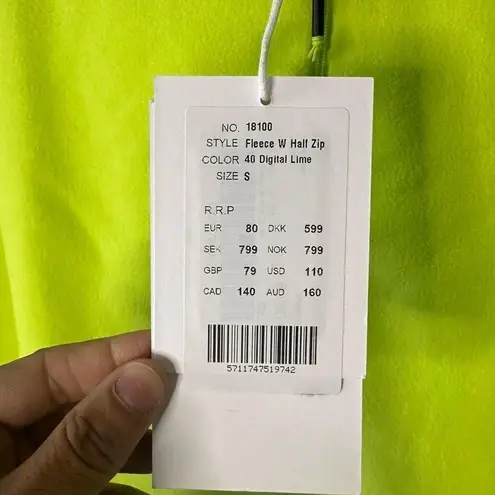 NO. 18100
STYLE Fleece W Half Zip
COLOR 40 Digital Lime
SIZE S
R.R.P
EUR 80 DKK 599
SEK 799 NOK 799
GBP 79 USD 110
CAD 140 AUD 160
5711747519742